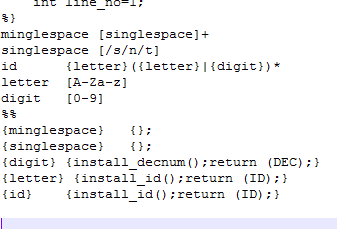 int line_no=1;
%}
minglespace [singlespace]+
singlespace [/s/n/t]
id      {letter}({letter}|{digit})*
letter  [A-Za-z]
digit   [0-9]
%%
{minglespace}   {};
{singlespace}   {};
{digit} {install_decnum();return (DEC);}
{letter} {install_id();return (ID);}
{id}    {install_id();return (ID);}